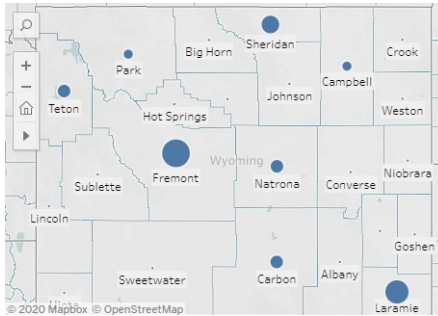 Sheridan
Big Horn
Crook
Park
Campbell
Johnson
Teton
Weston
Hot Springs
Wyoming
Fremont
Natrona
Niobrara
Sublette
Converse
Lincoln
Goshen
Albany
Sweetwater
Carbon
Laramie
© 2020 Mapbox © OpenStreetMap